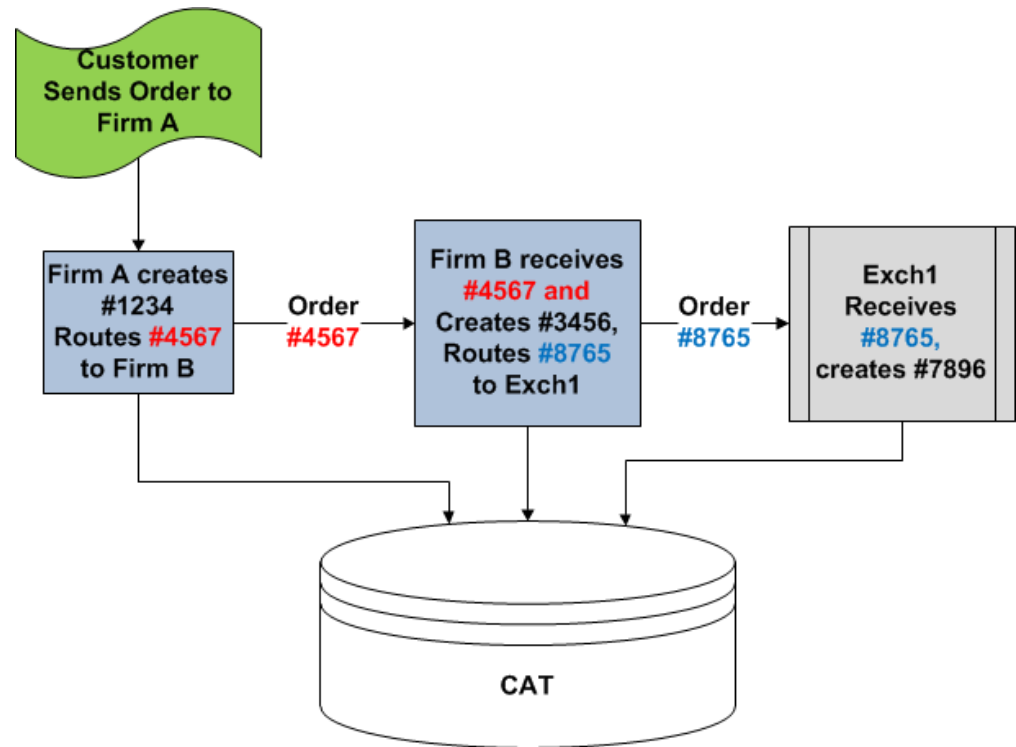 Customer
Sends Order to
Firm A
Firm A creates
#1234
Routes #4567
to Firm B
Order
#4567
Firm B receives
#4567 and
Creates #3456,
Routes #8765
to Exch1
Order
#8765
Exch1
Receives
#8765,
creates #7896
CAT